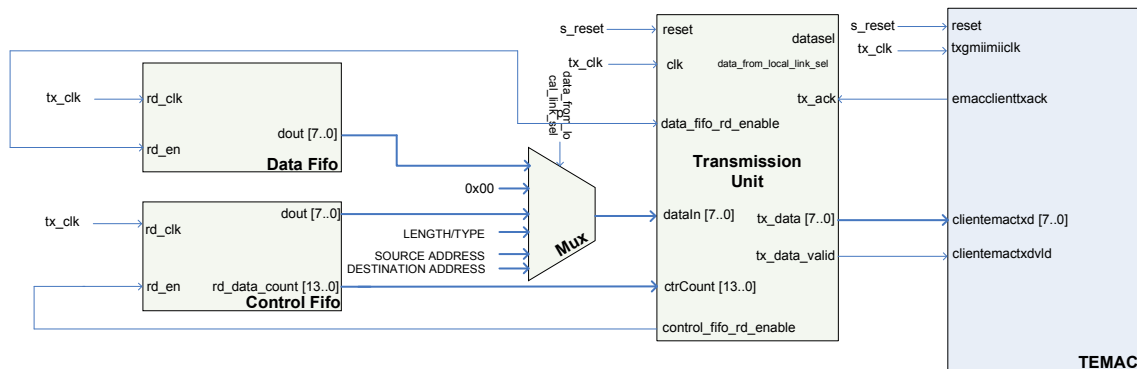 s_reset
reset
datasel
tx_clk
clk
data_from_local_link_sel
s_reset
reset
tx_clk
txgmiimiiclk
tx_clk
rd_clk
dout [7..0]
rd_en
Data Fifo
data_from_lo
cal_link_sel
tx_ack
emacclienttxack
data_fifo_rd_enable
Transmission
Unit
0x00
tx_clk
dout [7..0]
rd_clk
LENGTH/TYPE
SOURCE ADDRESS
DESTINATION ADDRESS
Mux
dataIn [7..0]
tx_data [7..0]
clientemactxd [7..0]
tx_data_valid
clientemactxdvld
rd_en
rd_data_count [13..0]
Control Fifo
ctrCount [13..0]
control_fifo_rd_enable
TEMAC